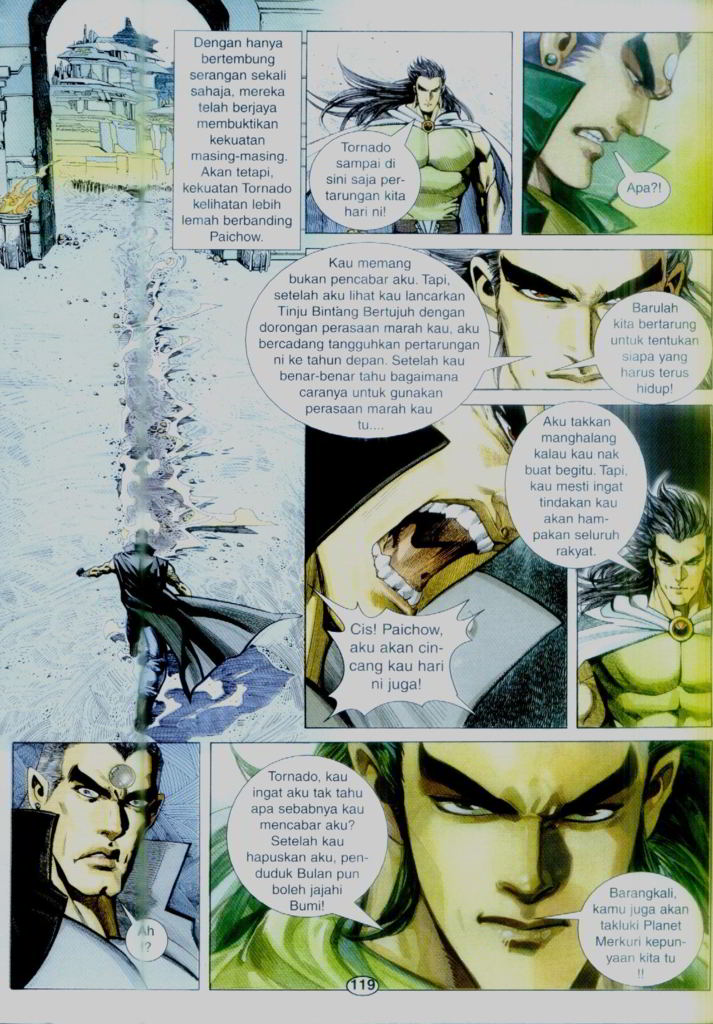 Dengan hanya
bertembung
serangan sekali
sahaja, mereka
telah berjaya
membuktikan
kekuatan
masing-masing.
Akan tetapi,
kekuatan Tornado
kelihatan lebih
lemah berbanding
Paichow.
Tornado
sampai di
sini saja per-
tarungan kita
hari ni!
Apa?!
Kau memang
bukan pencabar aku. Tapi,
setelah aku lihat kau lancarkan
Tinju Bintang Bertujuh dengan
dorongan perasaan marah kau, aku
bercadang tangguhkan pertarungan
ni ke tahun depan. Setelah kau
benar-benar tahu bagaimana
caranya untuk gunakan
perasaan marah kau
tu....
Barulah
kita bertarung
untuk tentukan
siapa yang
harus terus
hidup!
Cis! Paichow,
aku akan cin-
cang kau hari
ni juga!
Aku takkan
manghalang
kalau kau nak
buat begitu. Tapi,
kau mesti ingat
tindakan kau
akan ham-
pakan seluruh
rakyat.
Ah
!?
Tornado, kau
ingat aku tak tahu
apa sebabnya kau
mencabar aku?
Setelah kau
hapuskan aku, pen-
duduk Bulan pun
boleh jajahi
Bumi!
Barangkali,
kamu juga akan
takluki Planet
Merkuri kepun-
yaan kita tu
!!
119